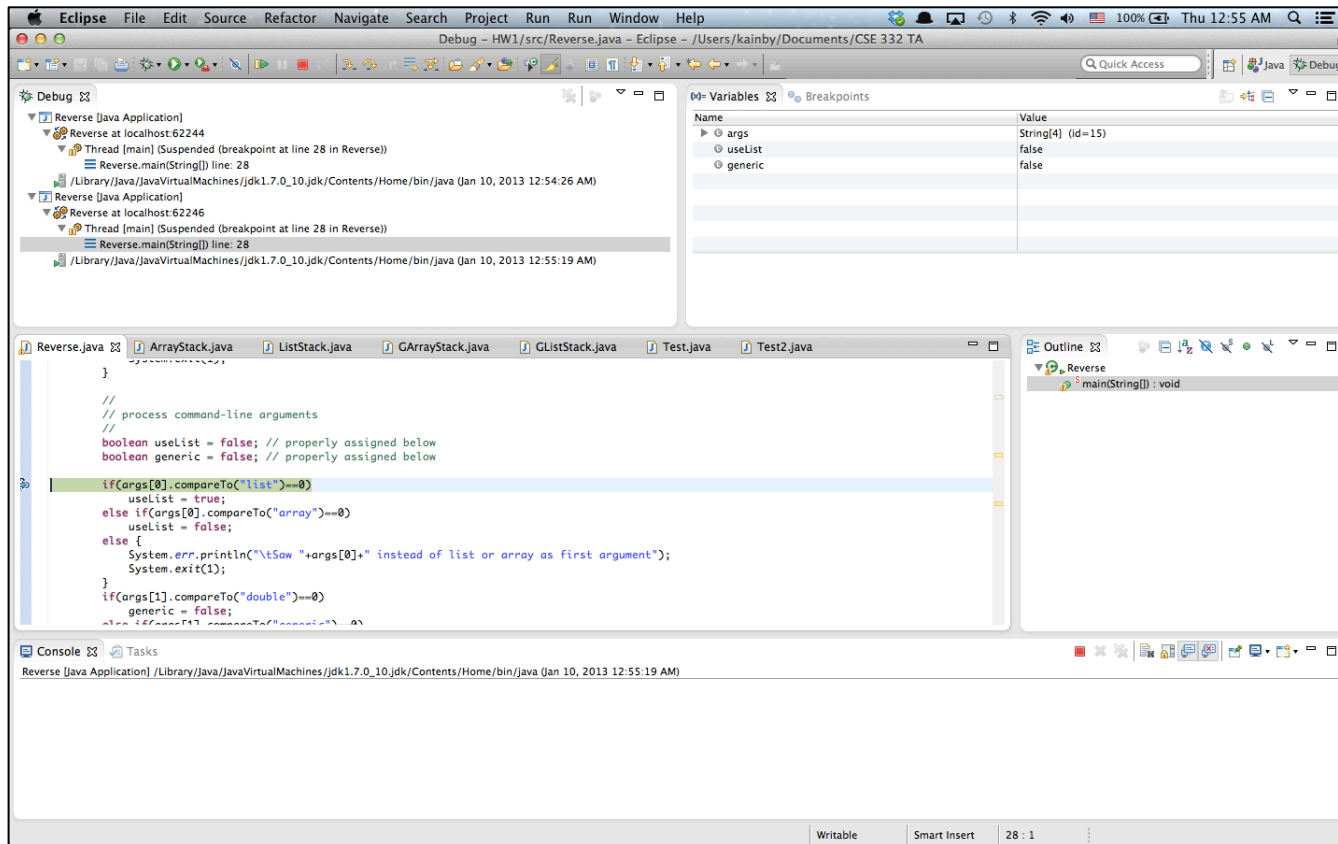 Eclipse File Edit Source Refactor Navigate Search Project Run Run Window Help 100% Thu 12:55 AM
Debug – HW1/src/Reverse.java – Eclipse – /Users/kainby/Documents/CSE 332 TA
Quick Access Java Debug
Debug
Reverse [Java Application]
Reverse at localhost:62244
Thread [main] (Suspended (breakpoint at line 28 in Reverse))
Reverse.main(String[]) line: 28
/Library/Java/JavaVirtualMachines/jdk1.7.0_10.jdk/Contents/Home/bin/java (Jan 10, 2013 12:54:26 AM)
Reverse [Java Application]
Reverse at localhost:62246
Thread [main] (Suspended (breakpoint at line 28 in Reverse))
Reverse.main(String[]) line: 28
/Library/Java/JavaVirtualMachines/jdk1.7.0_10.jdk/Contents/Home/bin/java (Jan 10, 2013 12:55:19 AM)
(x)= Variables Breakpoints
Name Value
args String[4] (id=15)
useList false
generic false
Reverse.java ArrayStack.java ListStack.java GArrayStack.java GListStack.java Test.java Test2.java
System.exit(1);
}
//
// process command-line arguments
//
boolean useList = false; // properly assigned below
boolean generic = false; // properly assigned below
if(args[0].compareTo("list")==0)
useList = true;
else if(args[0].compareTo("array")==0)
useList = false;
else {
System.err.println("\tSaw "+args[0]+" instead of list or array as first argument");
System.exit(1);
}
if(args[1].compareTo("double")==0)
generic = false;
else if(args[1].compareTo("generic")==0)
Outline
Reverse
main(String[]) : void
Console Tasks
Reverse [Java Application] /Library/Java/JavaVirtualMachines/jdk1.7.0_10.jdk/Contents/Home/bin/java (Jan 10, 2013 12:55:19 AM)
Writable Smart Insert 28 : 1